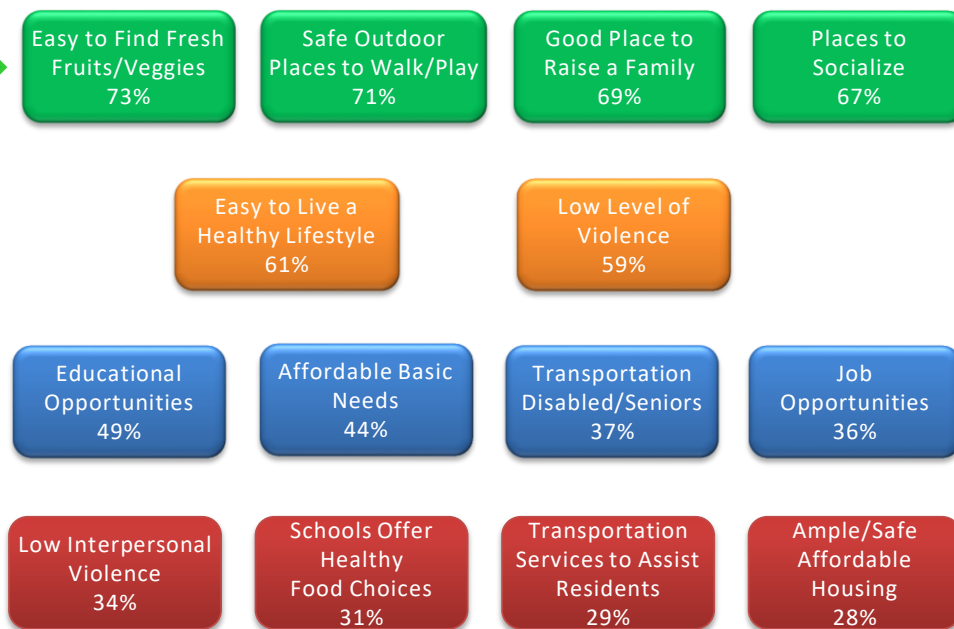 Easy to Find Fresh
Fruits/Veggies
73%
Safe Outdoor
Places to Walk/Play
71%
Good Place to
Raise a Family
69%
Places to
Socialize
67%
Easy to Live a
Healthy Lifestyle
61%
Low Level of
Violence
59%
Educational
Opportunities
49%
Affordable Basic
Needs
44%
Transportation
Disabled/Seniors
37%
Job
Opportunities
36%
Low Interpersonal
Violence
34%
Schools Offer
Healthy
Food Choices
31%
Transportation
Services to Assist
Residents
29%
Ample/Safe
Affordable
Housing
28%